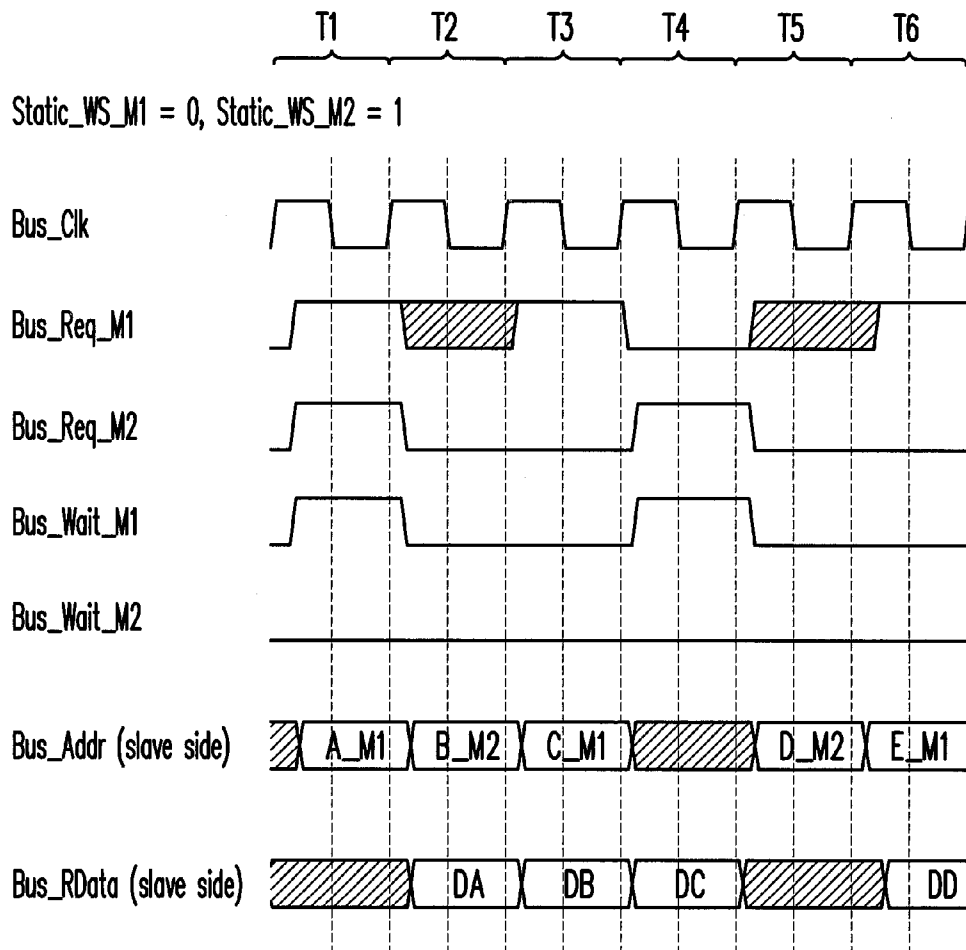 T1 T2 T3 T4 T5 T6
Static_WS_M1 = 0, Static_WS_M2 = 1
Bus_Clk
Bus_Req_M1
Bus_Req_M2
Bus_Wait_M1
Bus_Wait_M2
Bus_Addr (slave side) A_M1 B_M2 C_M1 D_M2 E_M1
Bus_RData (slave side) DA DB DC DD